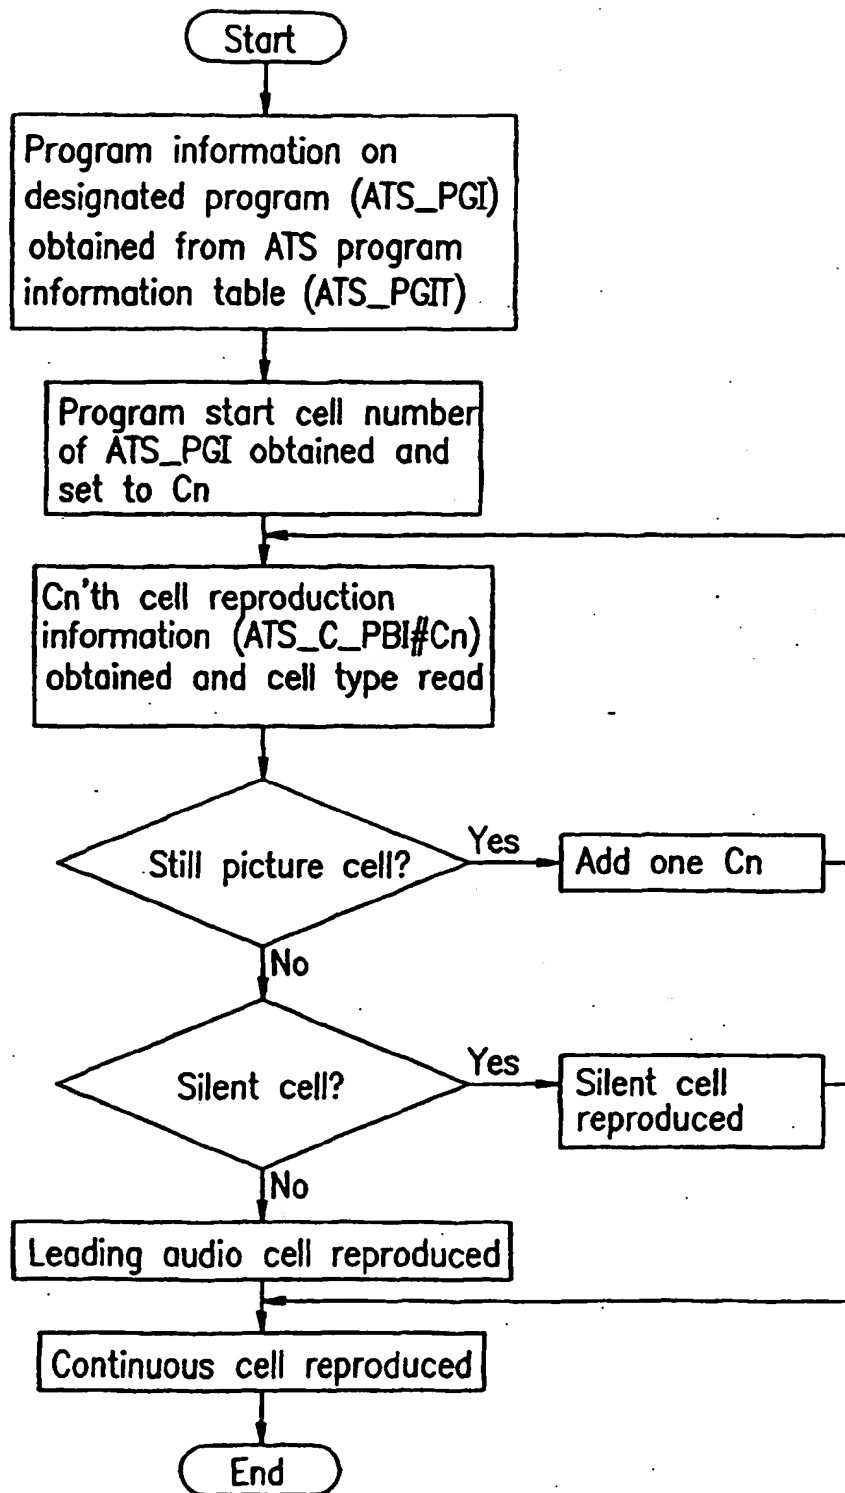 Start
Program information on
designated program (ATS_PGI)
obtained from ATS program
information table (ATS_PGIT)
Program start cell number
of ATS_PGI obtained and
set to Cn
Cn'th cell reproduction
information (ATS_C_PBI#Cn)
obtained and cell type read
Still picture cell?
Yes
Add one Cn
No
Silent cell?
Yes
Silent cell
reproduced
No
Leading audio cell reproduced
Continuous cell reproduced
End